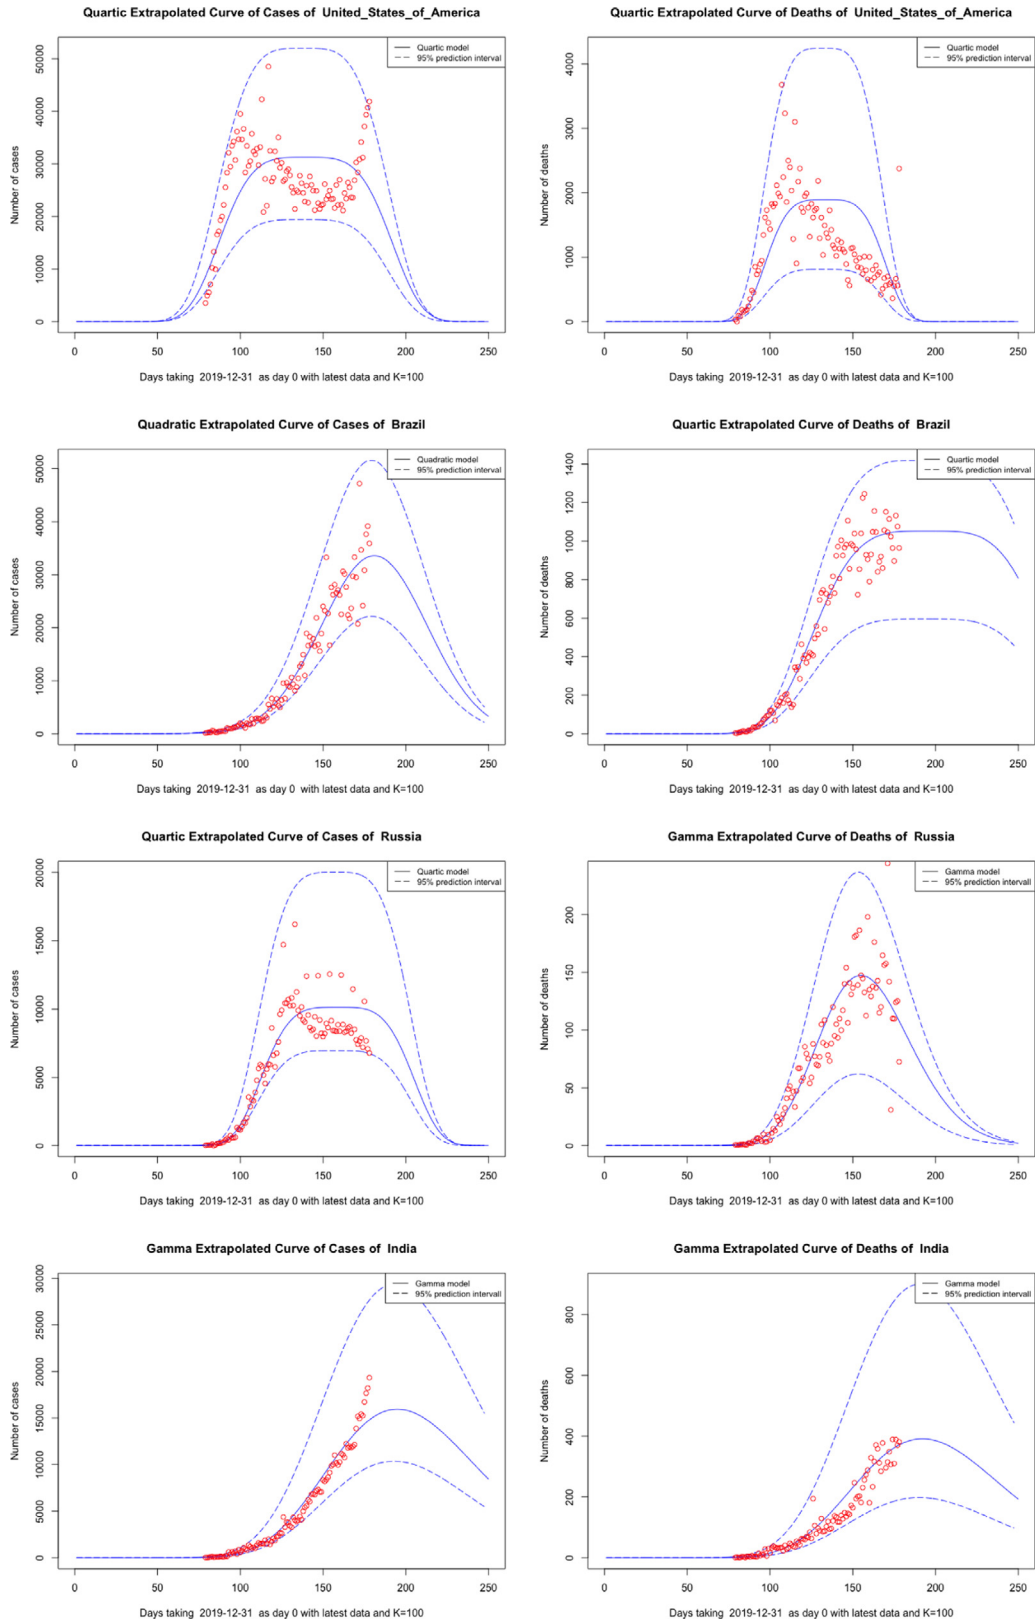 Quartic Extrapolated Curve of Cases of United_States_of_America
Quartic model
95% prediction interval
Number of cases
50000
40000
30000
20000
10000
0
0 50 100 150 200 250
Days taking 2019-12-31 as day 0 with latest data and K=100
Quartic Extrapolated Curve of Deaths of United_States_of_America
Quartic model
95% prediction interval
Number of deaths
4000
3000
2000
1000
0
0 50 100 150 200 250
Days taking 2019-12-31 as day 0 with latest data and K=100
Quadratic Extrapolated Curve of Cases of Brazil
Quadratic model
95% prediction interval
Number of cases
50000
40000
30000
20000
10000
0
0 50 100 150 200 250
Days taking 2019-12-31 as day 0 with latest data and K=100
Quartic Extrapolated Curve of Deaths of Brazil
Quartic model
95% prediction interval
Number of deaths
1400
1200
1000
800
600
400
200
0
0 50 100 150 200 250
Days taking 2019-12-31 as day 0 with latest data and K=100
Quartic Extrapolated Curve of Cases of Russia
Quartic model
95% prediction interval
Number of cases
20000
15000
10000
5000
0
0 50 100 150 200 250
Days taking 2019-12-31 as day 0 with latest data and K=100
Gamma Extrapolated Curve of Deaths of Russia
Gamma model
95% prediction intervall
Number of deaths
200
150
100
50
0
0 50 100 150 200 250
Days taking 2019-12-31 as day 0 with latest data and K=100
Gamma Extrapolated Curve of Cases of India
Gamma model
95% prediction intervall
Number of cases
30000
25000
20000
15000
10000
5000
0
0 50 100 150 200 250
Days taking 2019-12-31 as day 0 with latest data and K=100
Gamma Extrapolated Curve of Deaths of India
Gamma model
95% prediction intervall
Number of deaths
800
600
400
200
0
0 50 100 150 200 250
Days taking 2019-12-31 as day 0 with latest data and K=100